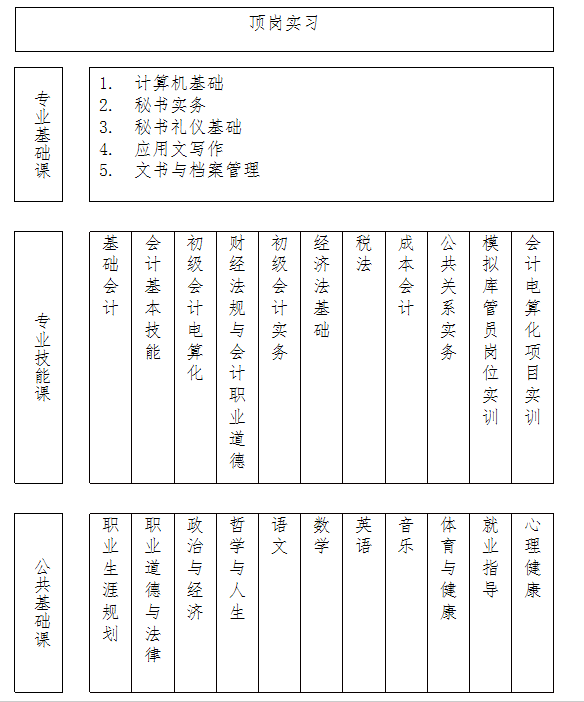 顶岗实习
专业基础课
1. 计算机基础
2. 秘书实务
3. 秘书礼仪基础
4. 应用文写作
5. 文书与档案管理
专业技能课
基础会计
会计基本技能
初级会计电算化
财经法规与会计职业道德
初级会计实务
经济法基础
税法
成本会计
公共关系实务
模拟库管员岗位实训
会计电算化项目实训
公共基础课
职业生涯规划
职业道德与法律
政治与经济
哲学与人生
语文
数学
英语
音乐
体育与健康
就业指导
心理健康